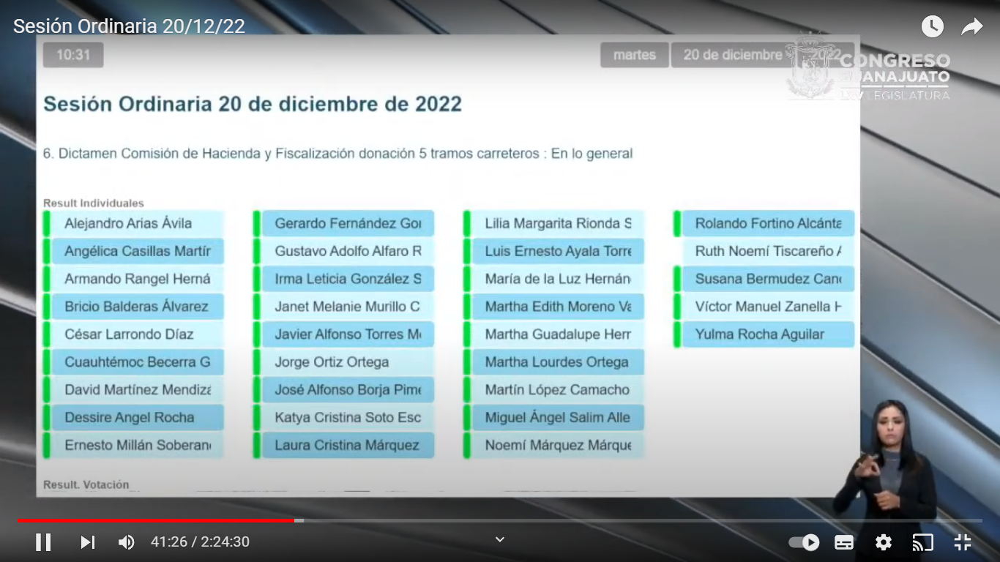 Sesión Ordinaria 20/12/22
10:31
martes
20 de diciembre
2022
CONGRESO
GUANAJUATO
LXV LEGISLATURA
Sesión Ordinaria 20 de diciembre de 2022
6. Dictamen Comisión de Hacienda y Fiscalización donación 5 tramos carreteros : En lo general
Result Individuales
Alejandro Arias Ávila
Angélica Casillas Martír
Armando Rangel Herná
Bricio Balderas Álvarez
César Larrondo Díaz
Cuauhtémoc Becerra G
David Martínez Mendizá
Dessire Angel Rocha
Ernesto Millán Soberan
Gerardo Fernández Gor
Gustavo Adolfo Alfaro R
Irma Leticia González S
Janet Melanie Murillo C
Javier Alfonso Torres M
Jorge Ortiz Ortega
José Alfonso Borja Pime
Katya Cristina Soto Esc
Laura Cristina Márquez
Lilia Margarita Rionda S
Luis Ernesto Ayala Torre
María de la Luz Hernán
Martha Edith Moreno Va
Martha Guadalupe Herr
Martha Lourdes Ortega
Martín López Camacho
Miguel Ángel Salim Alle
Noemí Márquez Márque
Rolando Fortino Alcánta
Ruth Noemí Tiscareño A
Susana Bermudez Cano
Víctor Manuel Zanella H
Yulma Rocha Aguilar
Result. Votación
41:26 / 2:24:30